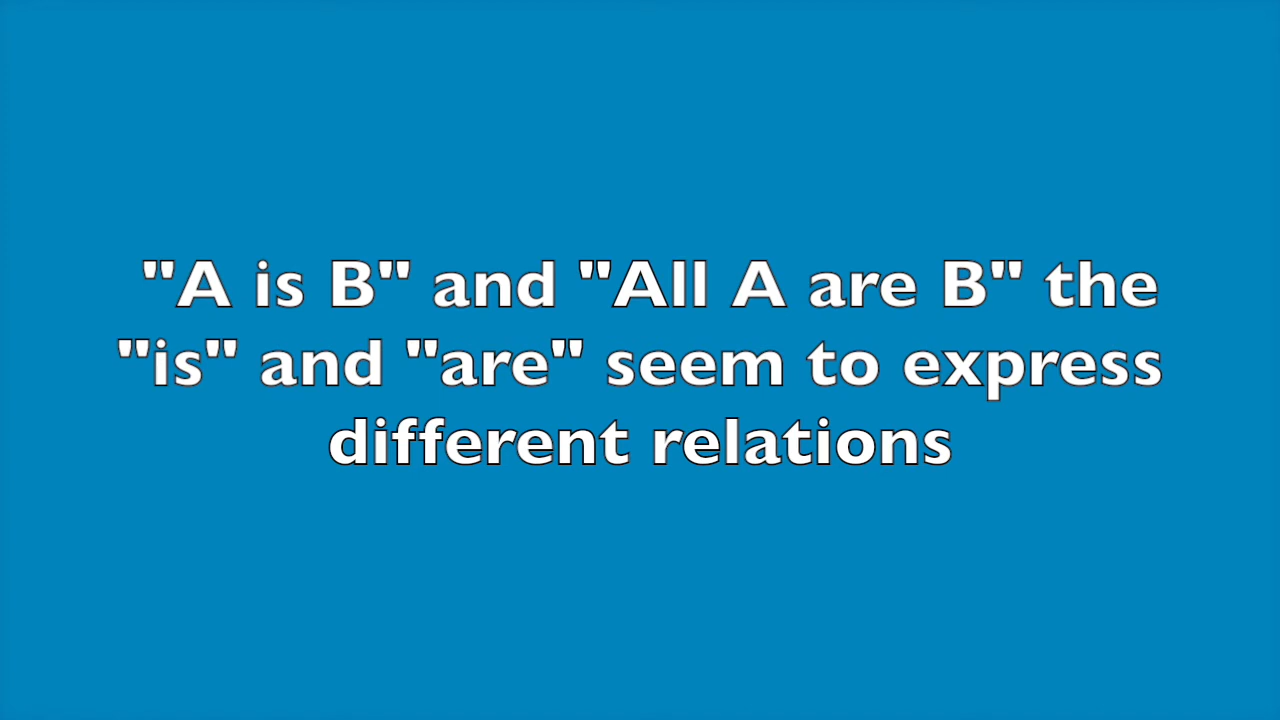 "A is B" and "All A are B" the
"is" and "are" seem to express
different relations